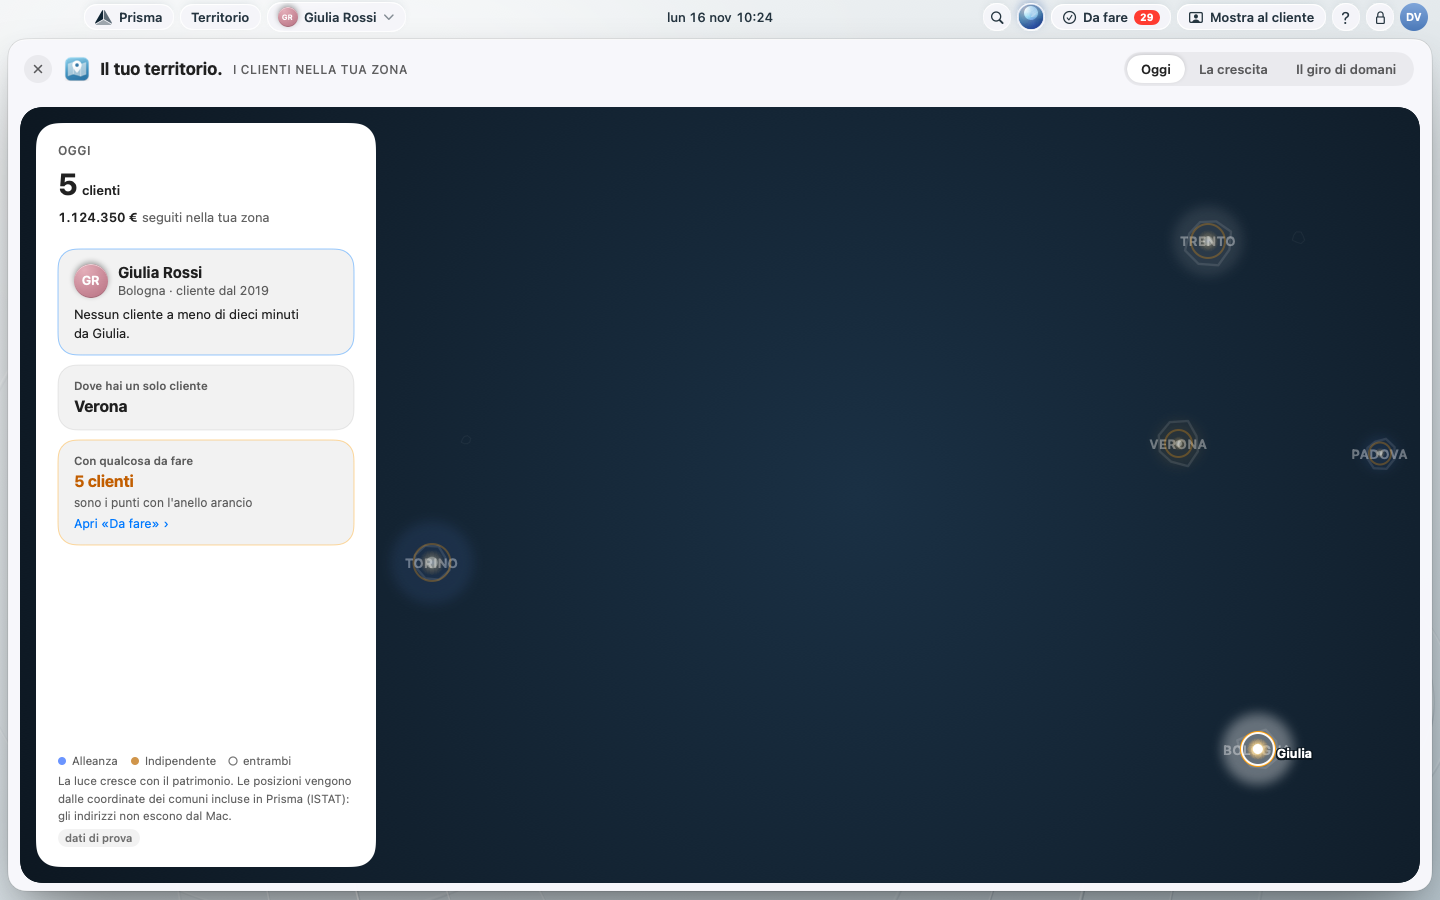 Prisma
Territorio
GR Giulia Rossi
lun 16 nov 10:24
Da fare 29
Mostra al cliente
?
DV
Il tuo territorio. I CLIENTI NELLA TUA ZONA
Oggi
La crescita
Il giro di domani
OGGI
5 clienti
1.124.350 € seguiti nella tua zona
GR
Giulia Rossi
Bologna · cliente dal 2019
Nessun cliente a meno di dieci minuti
da Giulia.
Dove hai un solo cliente
Verona
Con qualcosa da fare
5 clienti
sono i punti con l'anello arancio
Apri «Da fare» ›
Alleanza
Indipendente
entrambi
La luce cresce con il patrimonio. Le posizioni vengono
dalle coordinate dei comuni incluse in Prisma (ISTAT):
gli indirizzi non escono dal Mac.
dati di prova
TRENTO
VERONA
PADOVA
TORINO
Giulia